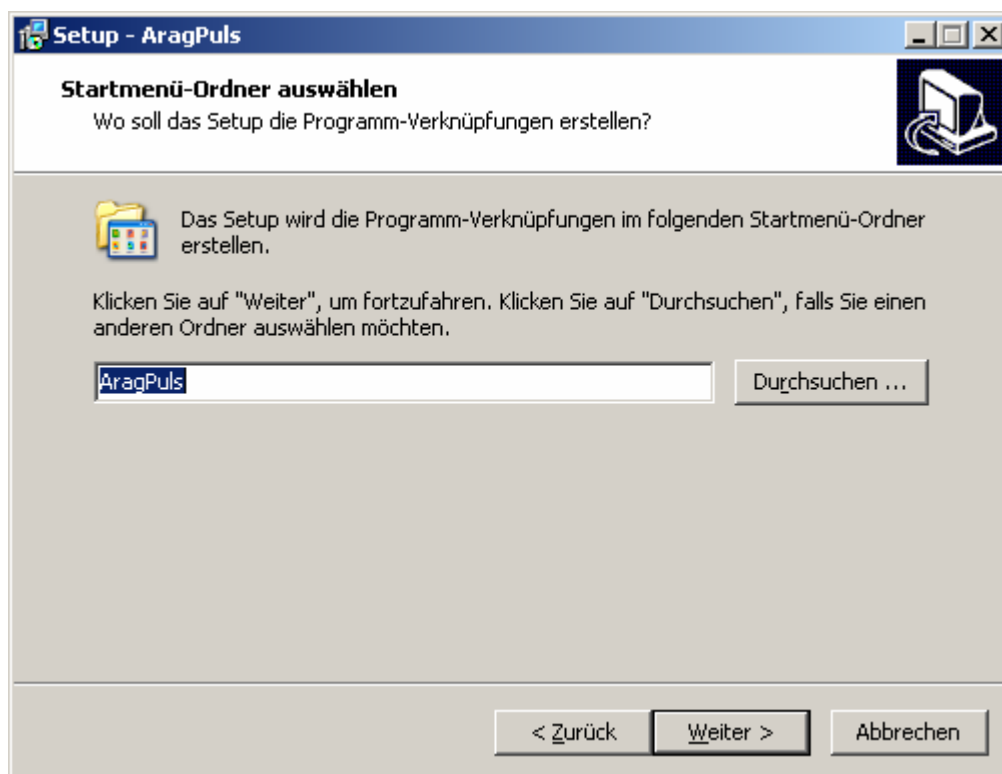 Setup - AragPuls
Startmenü-Ordner auswählen
Wo soll das Setup die Programm-Verknüpfungen erstellen?
Das Setup wird die Programm-Verknüpfungen im folgenden Startmenü-Ordner
erstellen.
Klicken Sie auf "Weiter", um fortzufahren. Klicken Sie auf "Durchsuchen", falls Sie einen
anderen Ordner auswählen möchten.
AragPuls
Durchsuchen ...
< Zurück
Weiter >
Abbrechen